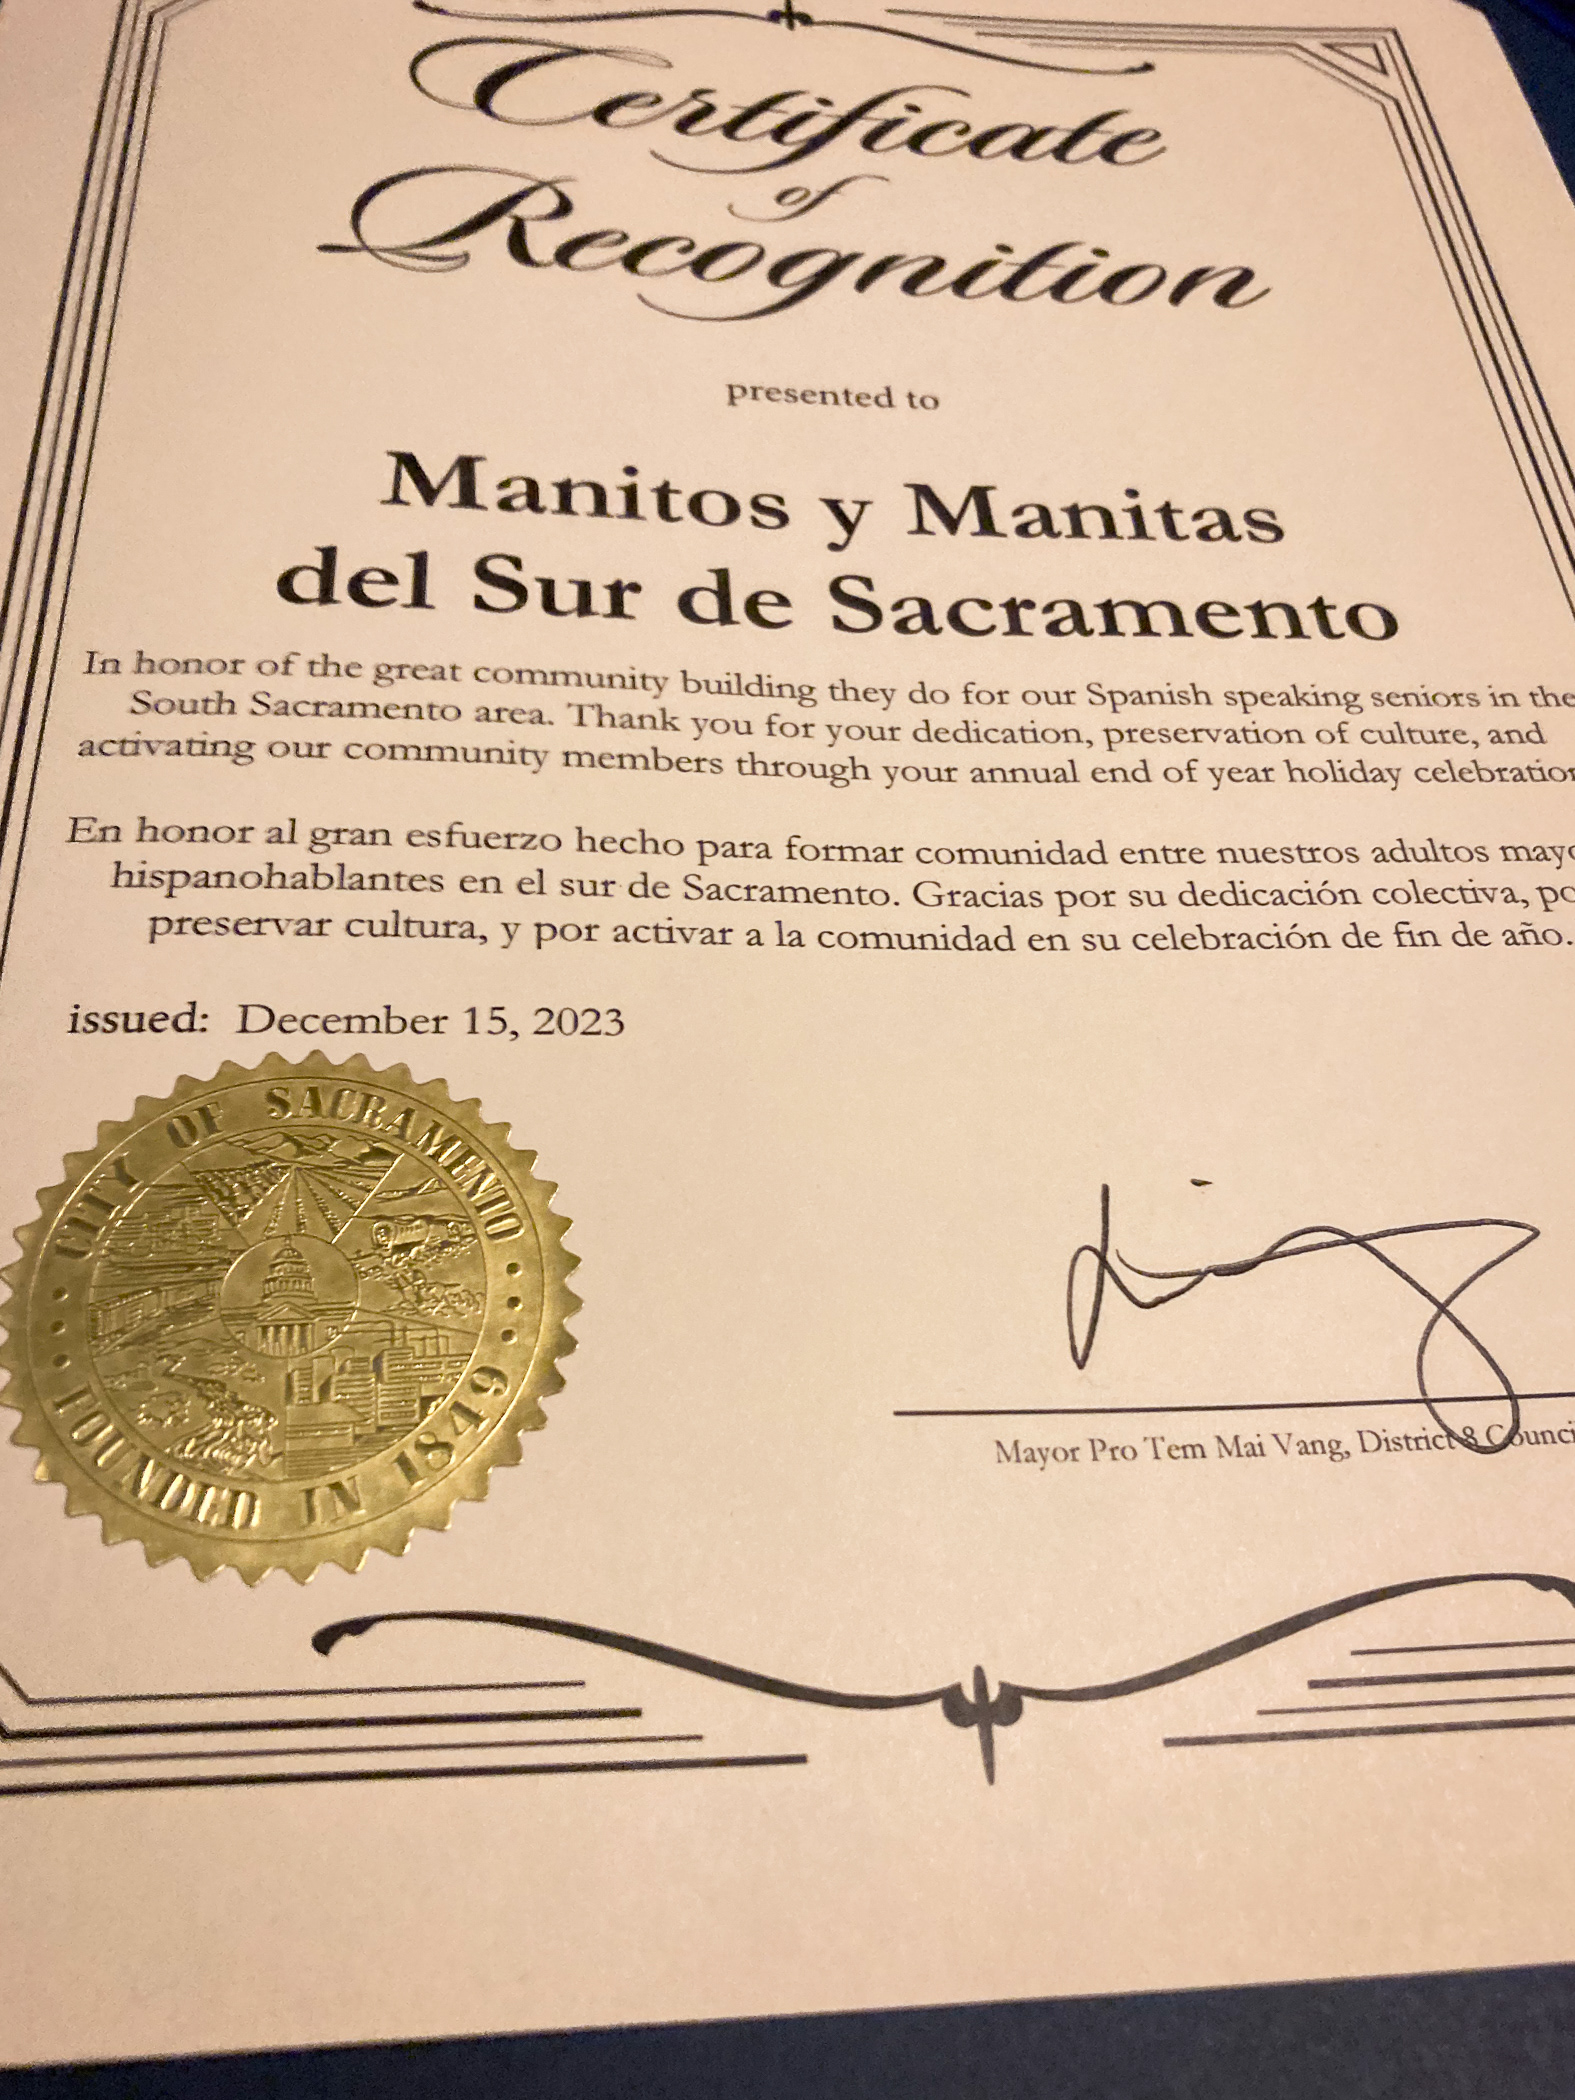 Certificate
of
Recognition
presented to
Manitos y Manitas
del Sur de Sacramento
In honor of the great community building they do for our Spanish speaking seniors in the
South Sacramento area. Thank you for your dedication, preservation of culture, and
activating our community members through your annual end of year holiday
En honor al gran esfuerzo hecho para formar comunidad entre nuestros adultos
hispanohablantes en el sur de Sacramento. Gracias por su dedicación colectiva,
preservar cultura, y por activar a la comunidad en su celebración de fin de año.
issued: December 15, 2023
CITY OF SACRAMENTO
FOUNDED IN 1849
Mayor Pro Tem Mai Vang, District 8